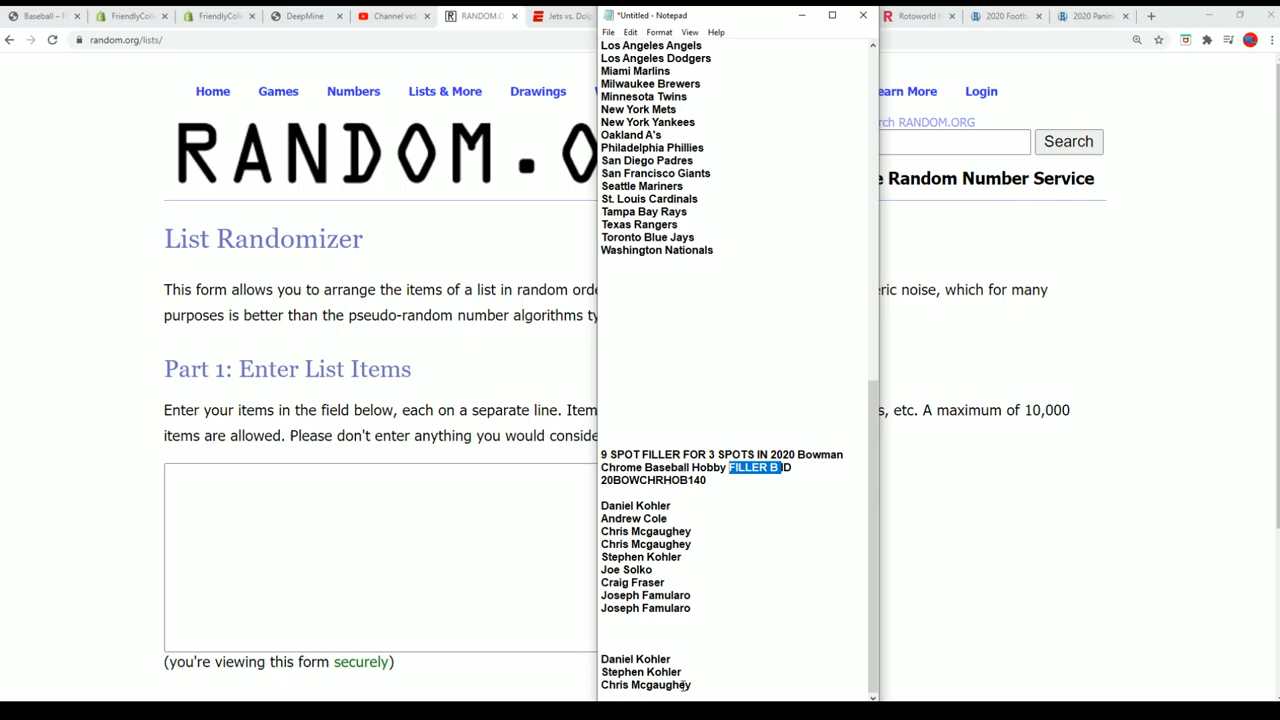 Baseball – F
FriendlyColl
FriendlyColl
DeepMine
Channel vide
RANDOM.O
Jets vs. Dolp
*Untitled - Notepad
Rotoworld f
2020 Footb
2020 Panin
random.org/lists/
File Edit Format View Help
Home Games Numbers Lists & More Drawings
earn More Login
rch RANDOM.ORG
Search
RANDOM.O
e Random Number Service
List Randomizer
This form allows you to arrange the items of a list in random orde
eric noise, which for many
purposes is better than the pseudo-random number algorithms ty
Part 1: Enter List Items
Enter your items in the field below, each on a separate line. Item
s, etc. A maximum of 10,000
items are allowed. Please don't enter anything you would conside
(you're viewing this form securely)
Los Angeles Angels
Los Angeles Dodgers
Miami Marlins
Milwaukee Brewers
Minnesota Twins
New York Mets
New York Yankees
Oakland A's
Philadelphia Phillies
San Diego Padres
San Francisco Giants
Seattle Mariners
St. Louis Cardinals
Tampa Bay Rays
Texas Rangers
Toronto Blue Jays
Washington Nationals
9 SPOT FILLER FOR 3 SPOTS IN 2020 Bowman
Chrome Baseball Hobby FILLER B ID
20BOWCHRHOB140
Daniel Kohler
Andrew Cole
Chris Mcgaughey
Chris Mcgaughey
Stephen Kohler
Joe Solko
Craig Fraser
Joseph Famularo
Joseph Famularo
Daniel Kohler
Stephen Kohler
Chris Mcgaughey